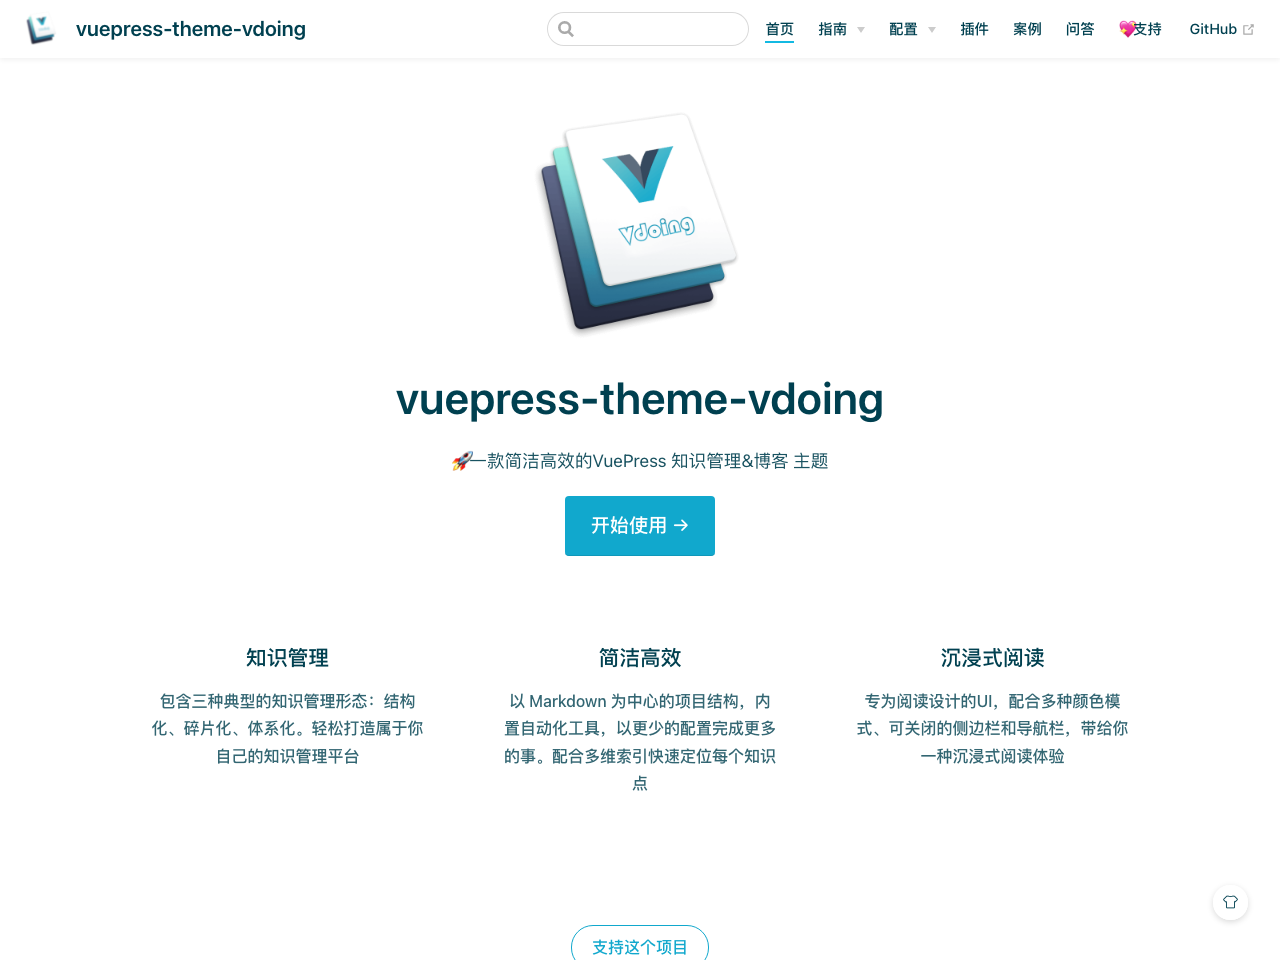 vuepress-theme-vdoing
首页 指南 配置 插件 案例 问答 💖支持 GitHub
Vdoing
vuepress-theme-vdoing
🚀一款简洁高效的VuePress 知识管理&博客 主题
开始使用 →
知识管理
包含三种典型的知识管理形态：结构
化、碎片化、体系化。轻松打造属于你
自己的知识管理平台
简洁高效
以 Markdown 为中心的项目结构，内
置自动化工具，以更少的配置完成更多
的事。配合多维索引快速定位每个知识
点
沉浸式阅读
专为阅读设计的UI，配合多种颜色模
式、可关闭的侧边栏和导航栏，带给你
一种沉浸式阅读体验
支持这个项目